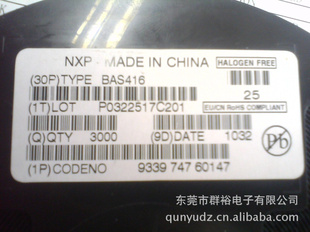 NXP - MADE IN CHINA
HALOGEN FREE
(30P)TYPE BAS416
25
(1T)LOT P0322517C201
EU/CN RoHS COMPLIANT
(Q)QTY 3000 (9D)DATE 1032
Pb
(1P)CODENO 9339 747 60147
东莞市群裕电子有限公司
qunyudz.1688.com